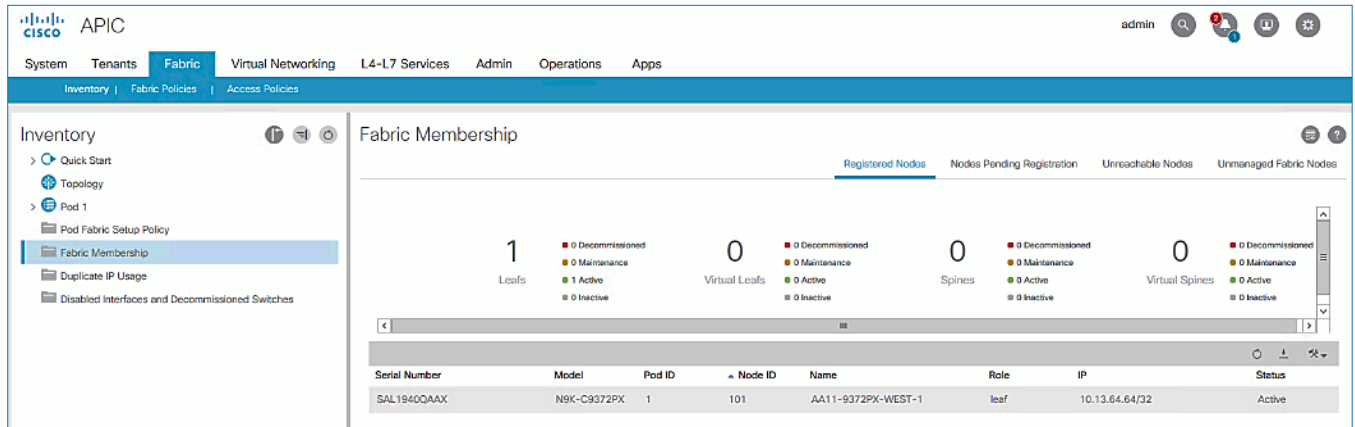 cisco APIC admin 2 1
System Tenants Fabric Virtual Networking L4-L7 Services Admin Operations Apps
Inventory | Fabric Policies | Access Policies
Inventory
Quick Start
Topology
Pod 1
Pod Fabric Setup Policy
Fabric Membership
Duplicate IP Usage
Disabled Interfaces and Decommissioned Switches
Fabric Membership
Registered Nodes Nodes Pending Registration Unreachable Nodes Unmanaged Fabric Nodes
1 Leafs
0 Decommissioned
0 Maintenance
1 Active
0 Inactive
0 Virtual Leafs
0 Decommissioned
0 Maintenance
0 Active
0 Inactive
0 Spines
0 Decommissioned
0 Maintenance
0 Active
0 Inactive
0 Virtual Spines
0 Decommissioned
0 Maintenance
0 Active
0 Inactive
Serial Number Model Pod ID Node ID Name Role IP Status
SAL1940QAAX N9K-C9372PX 1 101 AA11-9372PX-WEST-1 leaf 10.13.64.64/32 Active